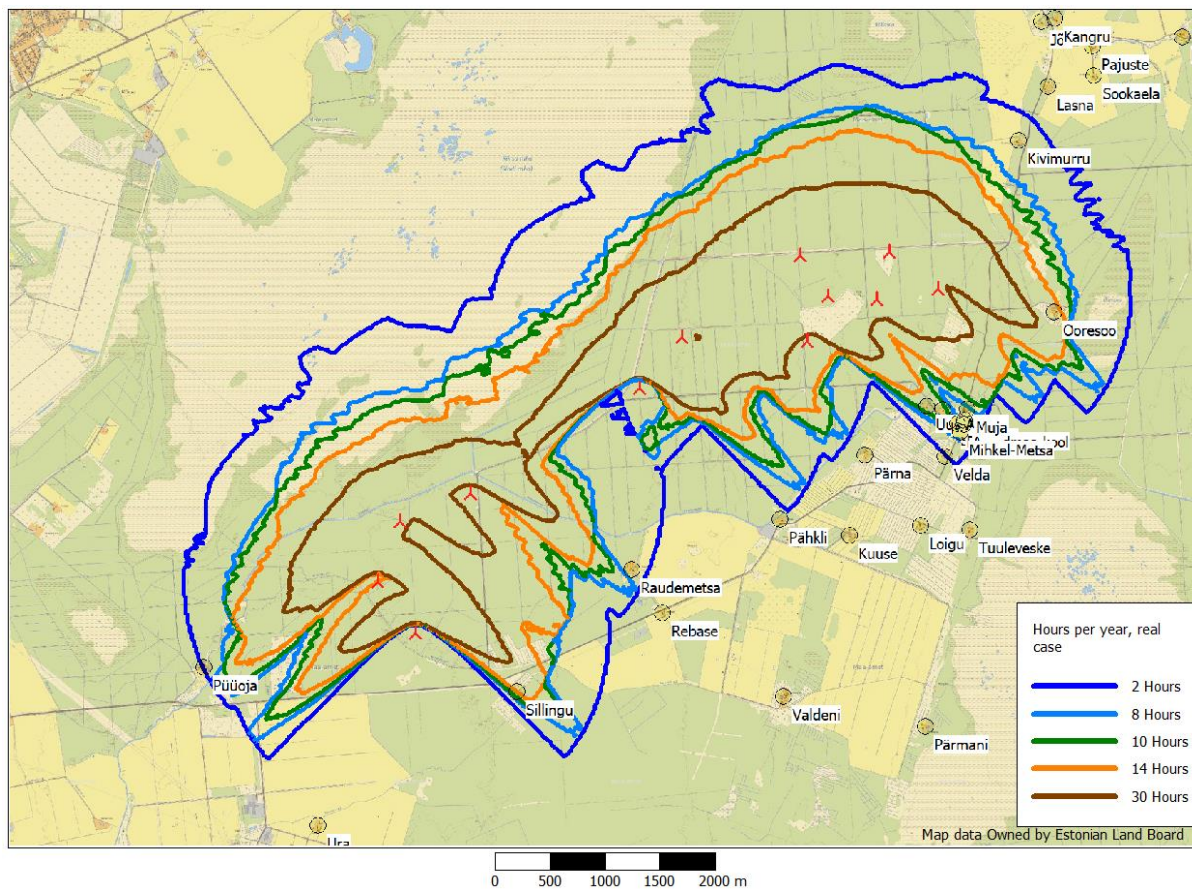 Kangru
Pajuste
Sookaela
Lasna
Kivimurru
Ooresoo
Muja
Mihkel-Metsa
Pärna
Velda
Pähkli
Kuuse
Loigu
Tuuleveske
Raudemetsa
Rebase
Püüoja
Sillingu
Valdeni
Pärmani
Ura
Hours per year, real
case
2 Hours
8 Hours
10 Hours
14 Hours
30 Hours
Map data Owned by Estonian Land Board
0 500 1000 1500 2000 m